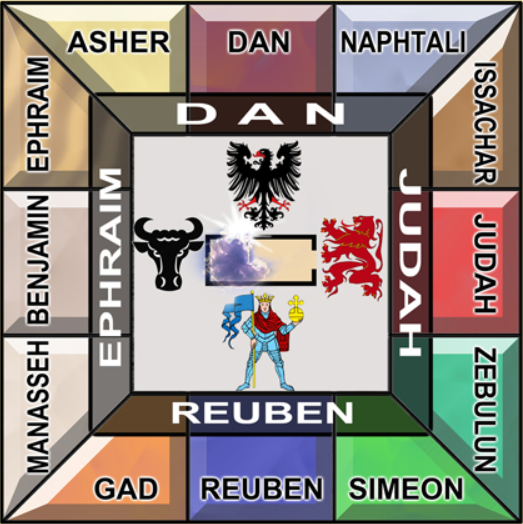 ASHER
DAN
NAPHTALI
EPHRAIM
ISSACHAR
DAN
BENJAMIN
EPHRAIM
JUDAH
JUDAH
MANASSEH
ZEBULUN
REUBEN
GAD
REUBEN
SIMEON